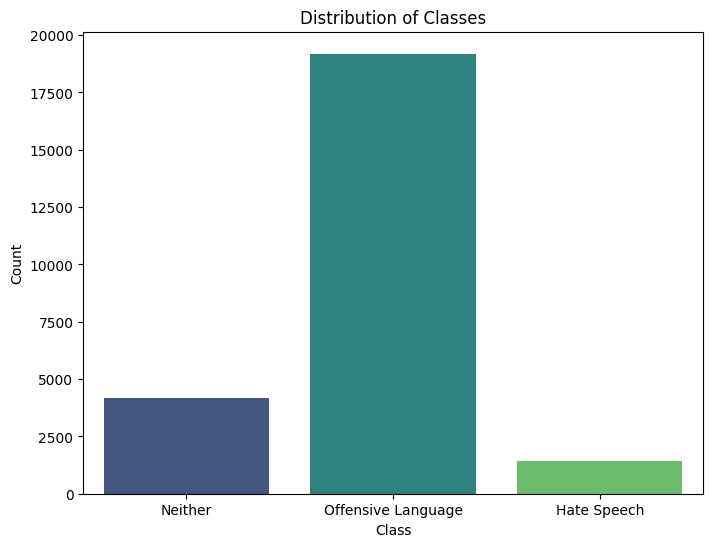 Distribution of Classes
20000
17500
15000
12500
10000
7500
5000
2500
0
Count
Neither
Offensive Language
Hate Speech
Class